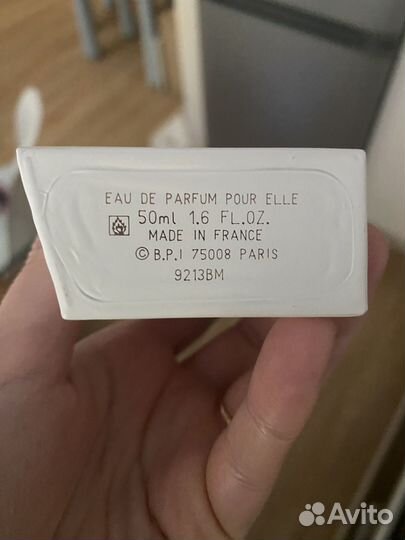 EAU DE PARFUM POUR ELLE
50ml 1.6 FL.OZ.
MADE IN FRANCE
© B.P.I 75008 PARIS
9213BM
Avito